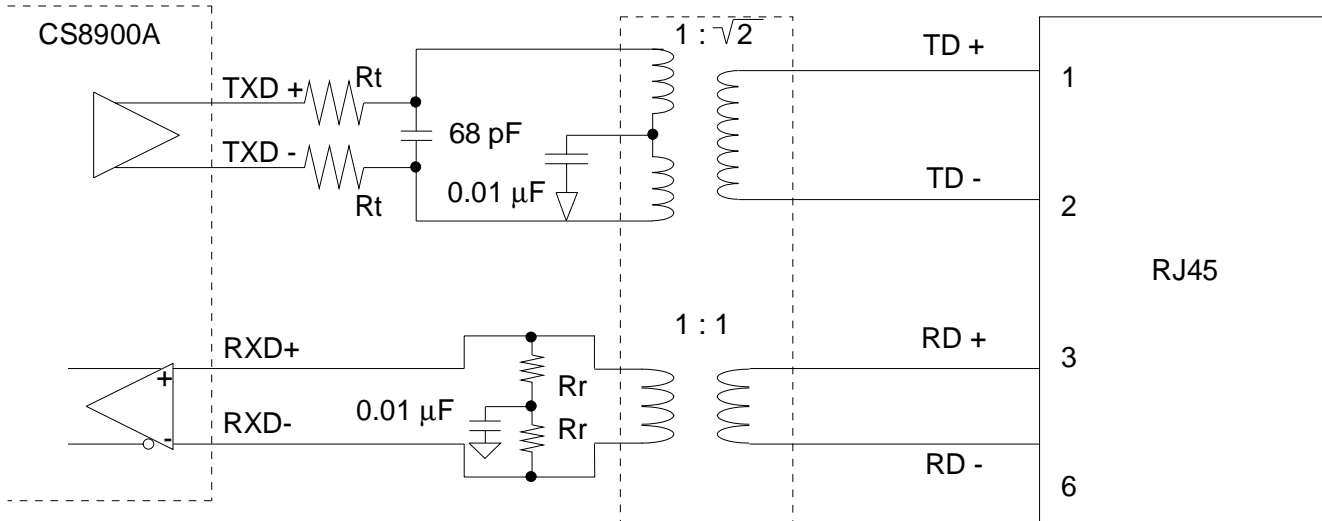 CS8900A
1 : √2
TXD +
Rt
TD +
1
68 pF
TXD -
Rt
0.01 µF
TD -
2
RJ45
1 : 1
RXD+
RD +
3
+
Rr
0.01 µF
RXD-
Rr
-
RD -
6